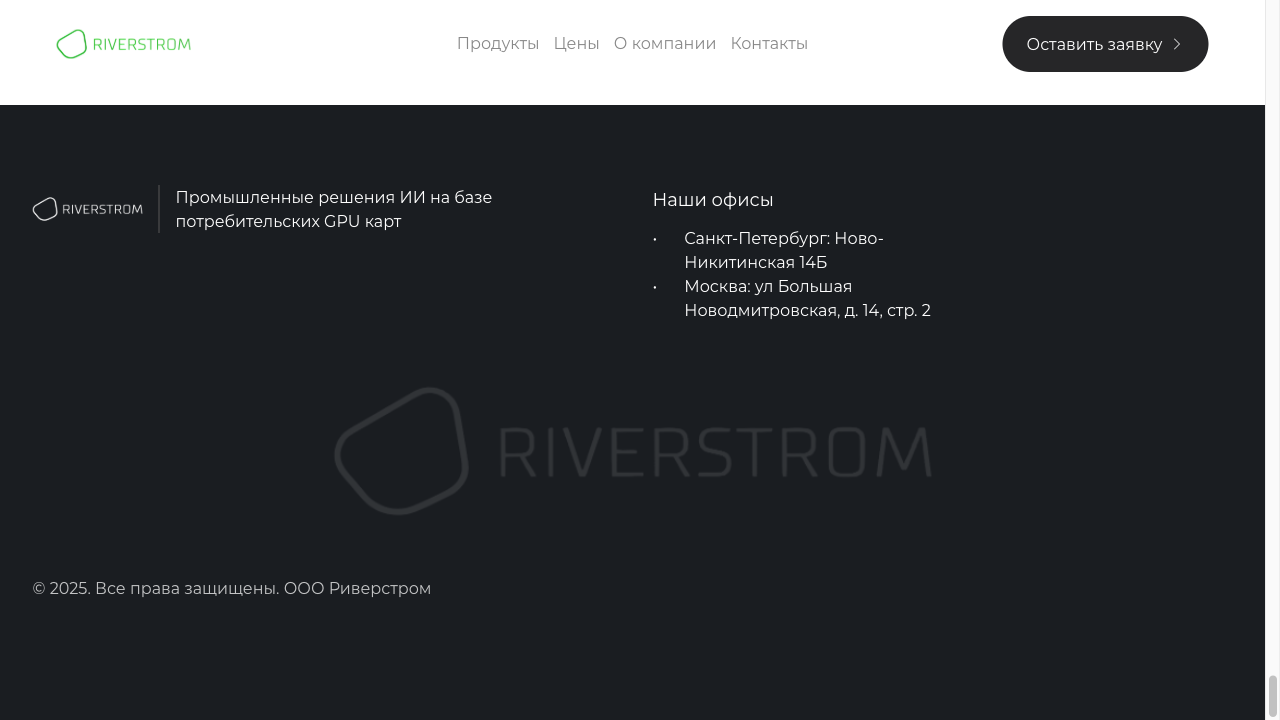 RIVERSTROM
Продукты Цены О компании Контакты
Оставить заявку
RIVERSTROM
Промышленные решения ИИ на базе
потребительских GPU карт
Наши офисы
• Санкт-Петербург: Ново-
Никитинская 14Б
• Москва: ул Большая
Новодмитровская, д. 14, стр. 2
RIVERSTROM
© 2025. Все права защищены. ООО Риверстром